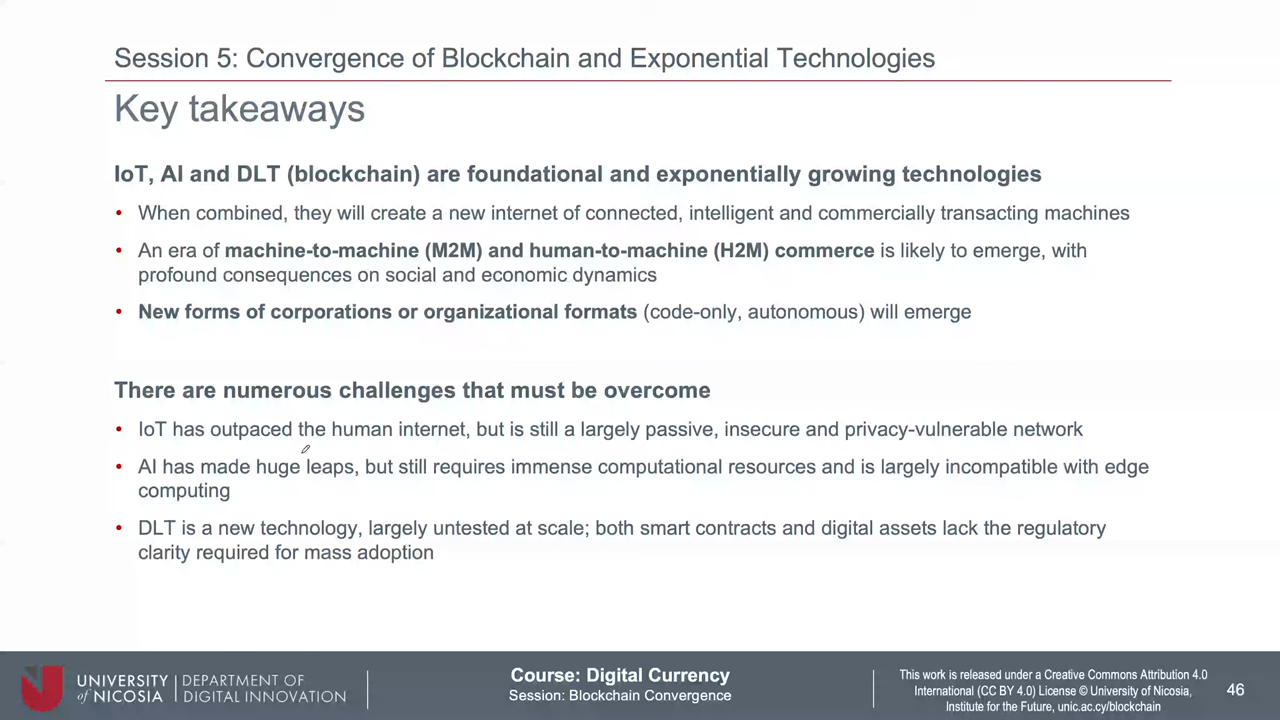 Session 5: Convergence of Blockchain and Exponential Technologies
Key takeaways
IoT, AI and DLT (blockchain) are foundational and exponentially growing technologies
• When combined, they will create a new internet of connected, intelligent and commercially transacting machines
• An era of machine-to-machine (M2M) and human-to-machine (H2M) commerce is likely to emerge, with
profound consequences on social and economic dynamics
• New forms of corporations or organizational formats (code-only, autonomous) will emerge
There are numerous challenges that must be overcome
• IoT has outpaced the human internet, but is still a largely passive, insecure and privacy-vulnerable network
• AI has made huge leaps, but still requires immense computational resources and is largely incompatible with edge
computing
• DLT is a new technology, largely untested at scale; both smart contracts and digital assets lack the regulatory
clarity required for mass adoption
UNIVERSITY
of NICOSIA
DEPARTMENT OF
DIGITAL INNOVATION
Course: Digital Currency
Session: Blockchain Convergence
This work is released under a Creative Commons Attribution 4.0
International (CC BY 4.0) License © University of Nicosia,
Institute for the Future, unic.ac.cy/blockchain
46